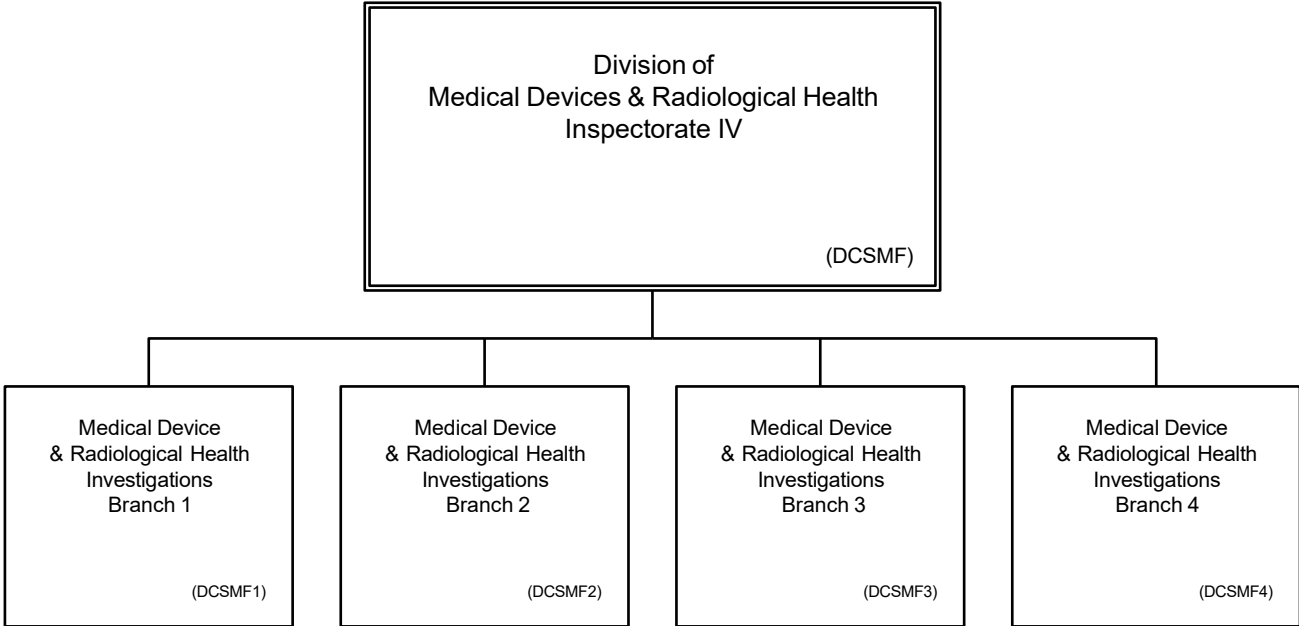 Division of
Medical Devices & Radiological Health
Inspectorate IV
(DCSMF)
Medical Device
& Radiological Health
Investigations
Branch 1
(DCSMF1)
Medical Device
& Radiological Health
Investigations
Branch 2
(DCSMF2)
Medical Device
& Radiological Health
Investigations
Branch 3
(DCSMF3)
Medical Device
& Radiological Health
Investigations
Branch 4
(DCSMF4)